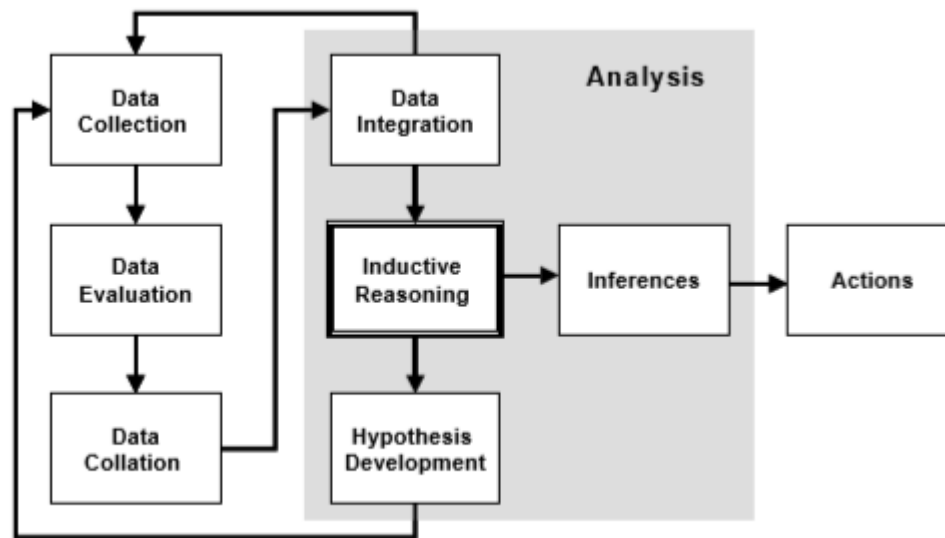 Analysis
Data
Collection
Data
Integration
Data
Evaluation
Inductive
Reasoning
Inferences
Actions
Data
Collation
Hypothesis
Development